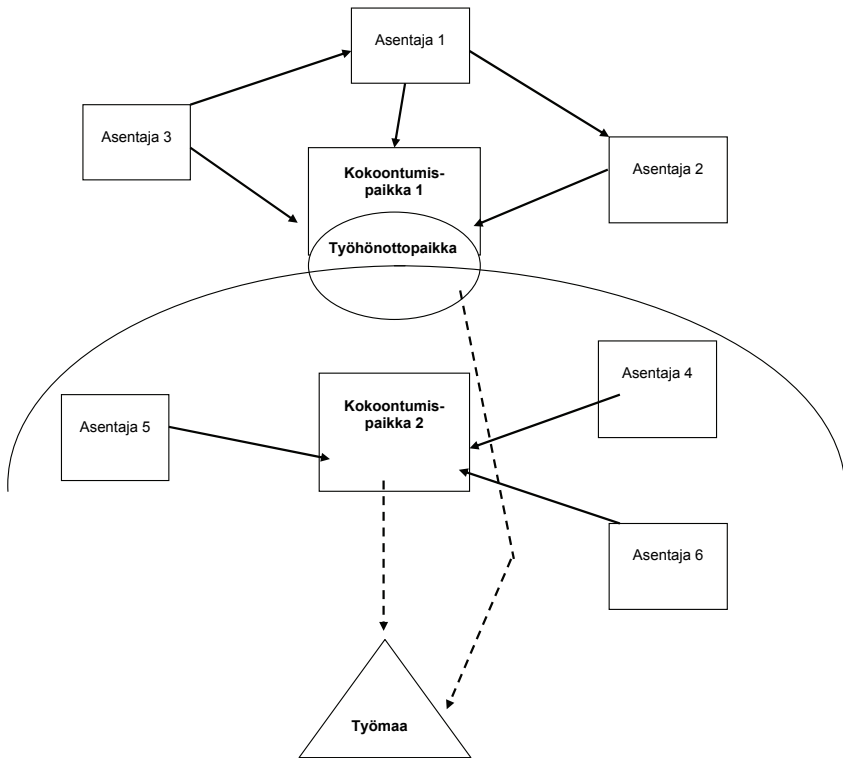 Asentaja 1
Asentaja 3
Asentaja 2
Kokoontumis-
paikka 1
Työhönottopaikka
Asentaja 4
Asentaja 5
Kokoontumis-
paikka 2
Asentaja 6
Työmaa